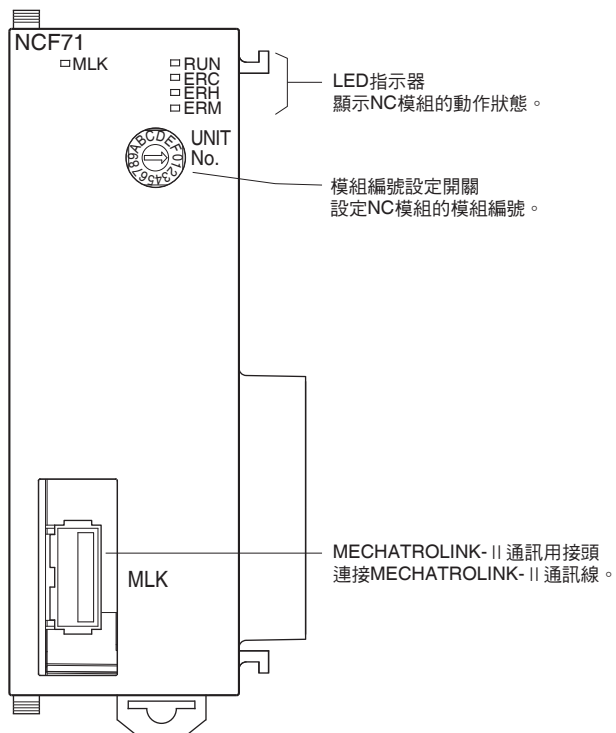 NCF71
MLK
RUN
ERC
ERH
ERM
UNIT
No.
0123456789ABCDEF
LED指示器
顯示NC模組的動作狀態。
模組編號設定開關
設定NC模組的模組編號。
MLK
MECHATROLINK-Ⅱ通訊用接頭
連接MECHATROLINK-Ⅱ通訊線。